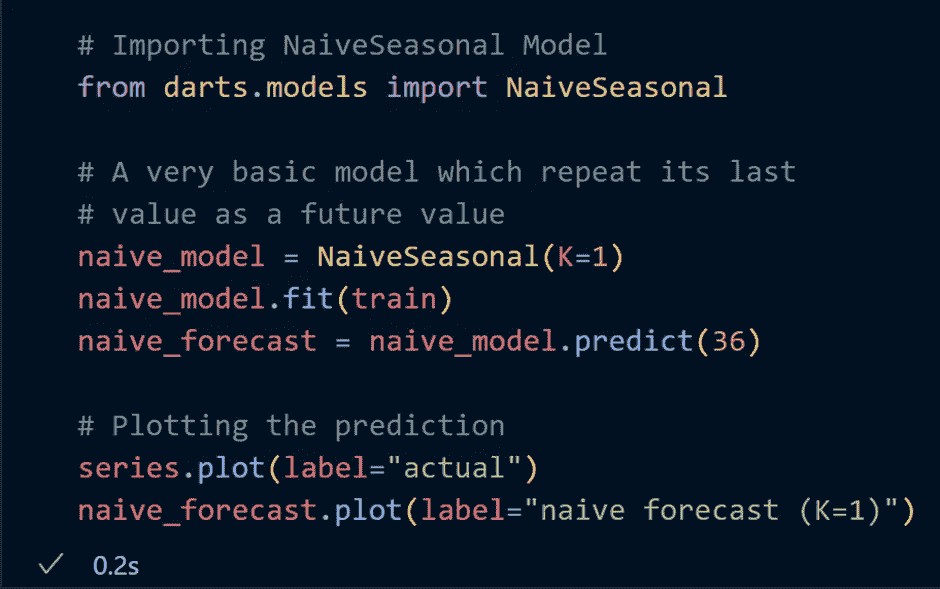 # Importing NaiveSeasonal Model
from darts.models import NaiveSeasonal
# A very basic model which repeat its last
# value as a future value
naive_model = NaiveSeasonal(K=1)
naive_model.fit(train)
naive_forecast = naive_model.predict(36)
# Plotting the prediction
series.plot(label="actual")
naive_forecast.plot(label="naive forecast (K=1)")
✓ 0.2s